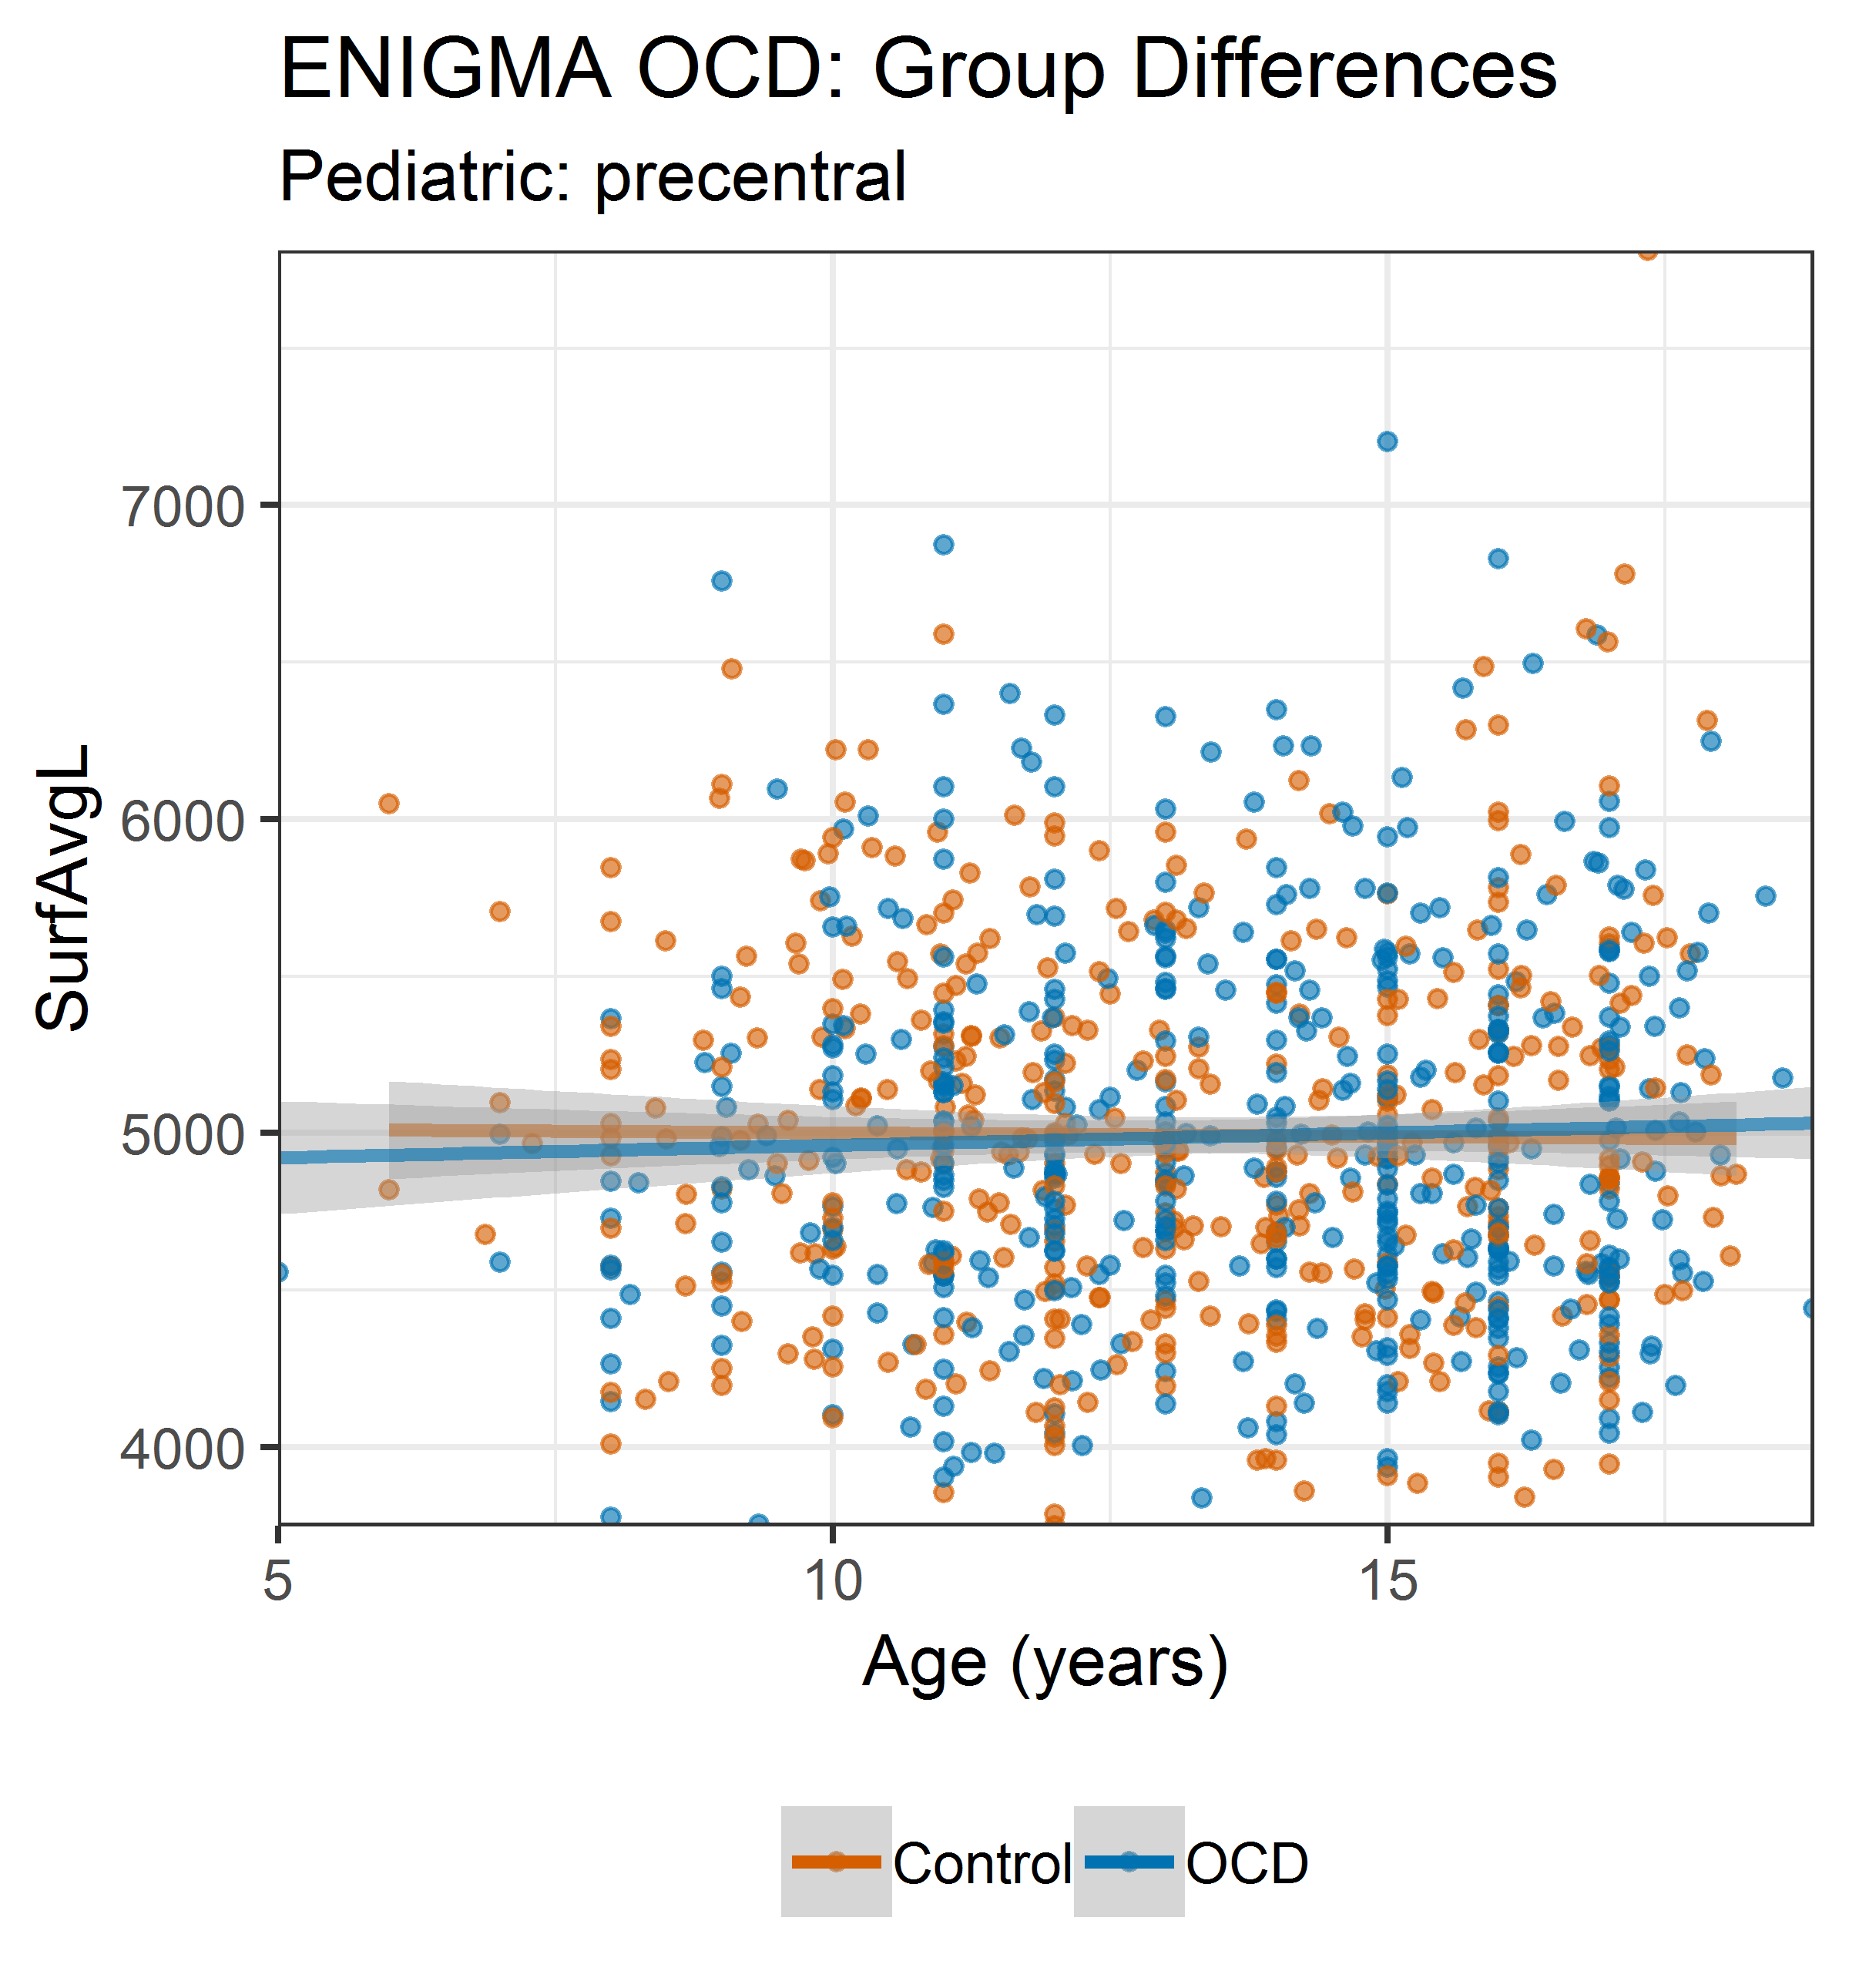 ENIGMA OCD: Group Differences
Pediatric: precentral
SurfAvgL
7000
6000
5000
4000
5 10 15
Age (years)
Control OCD